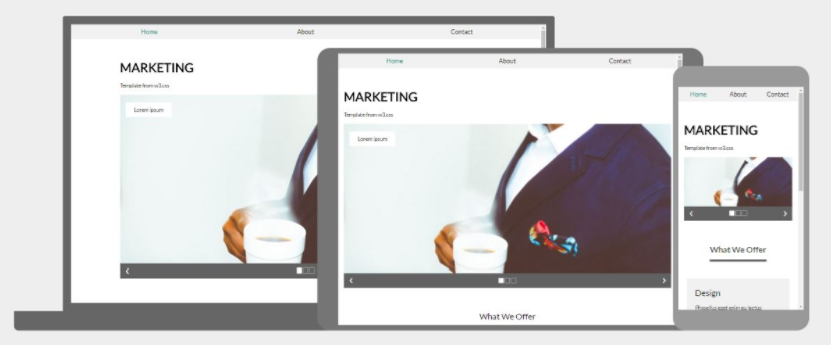 Home About Contact
MARKETING
Template from w3.css
Lorem Ipsum
Home About Contact
MARKETING
Template from w3.css
Lorem Ipsum
What We Offer
Home About Contact
MARKETING
Template from w3.css
What We Offer
Design